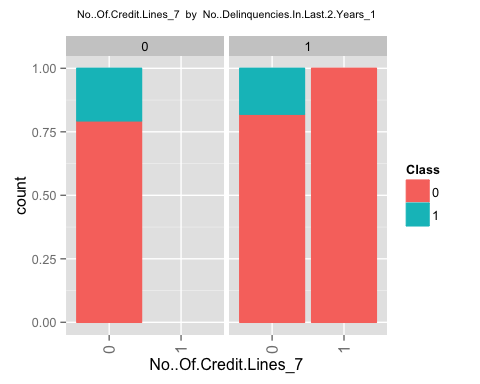 No..Of.Credit.Lines_7 by No..Delinquencies.In.Last.2.Years_1
0 1
1.00
0.75
0.50
0.25
0.00
count
0 1 0 1
No..Of.Credit.Lines_7
Class
0
1